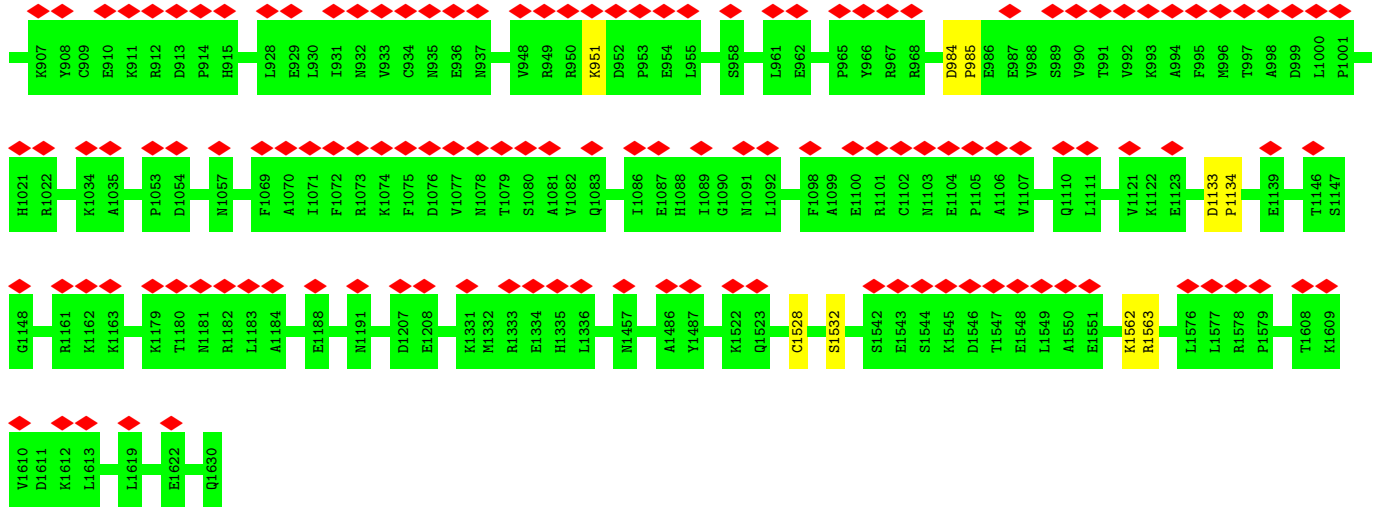 K907 Y908 C909 E910 K911 R912 D913 P914 H915 L928 E929 L930 I931 N932 V933 C934 N935 E936 N937 V948 R949 R950 K951 D952 P953 E954 L955 S958 L961 E962 P965 Y966 R967 R968 D984 P985 E986 E987 V988 S989 V990 T991 V992 K993 A994 F995 M996 T997 A998 D999 L1000 P1001
H1021 R1022 K1034 A1035 P1053 D1054 N1057 F1069 A1070 I1071 F1072 R1073 K1074 F1075 D1076 V1077 N1078 T1079 S1080 A1081 V1082 Q1083 I1086 E1087 H1088 I1089 G1090 N1091 L1092 F1098 A1099 E1100 R1101 C1102 N1103 E1104 P1105 A1106 V1107 Q1110 L1111 V1121 K1122 E1123 D1133 P1134 E1139 T1146 S1147
G1148 R1161 K1162 K1163 K1179 T1180 N1181 R1182 L1183 A1184 E1188 N1191 D1207 E1208 K1331 M1332 R1333 E1334 H1335 L1336 N1457 A1486 Y1487 K1522 Q1523 C1528 S1532 S1542 E1543 S1544 K1545 D1546 T1547 E1548 L1549 A1550 E1551 K1562 R1563 L1576 L1577 R1578 P1579 T1608 K1609
V1610 D1611 K1612 L1613 L1619 E1622 Q1630